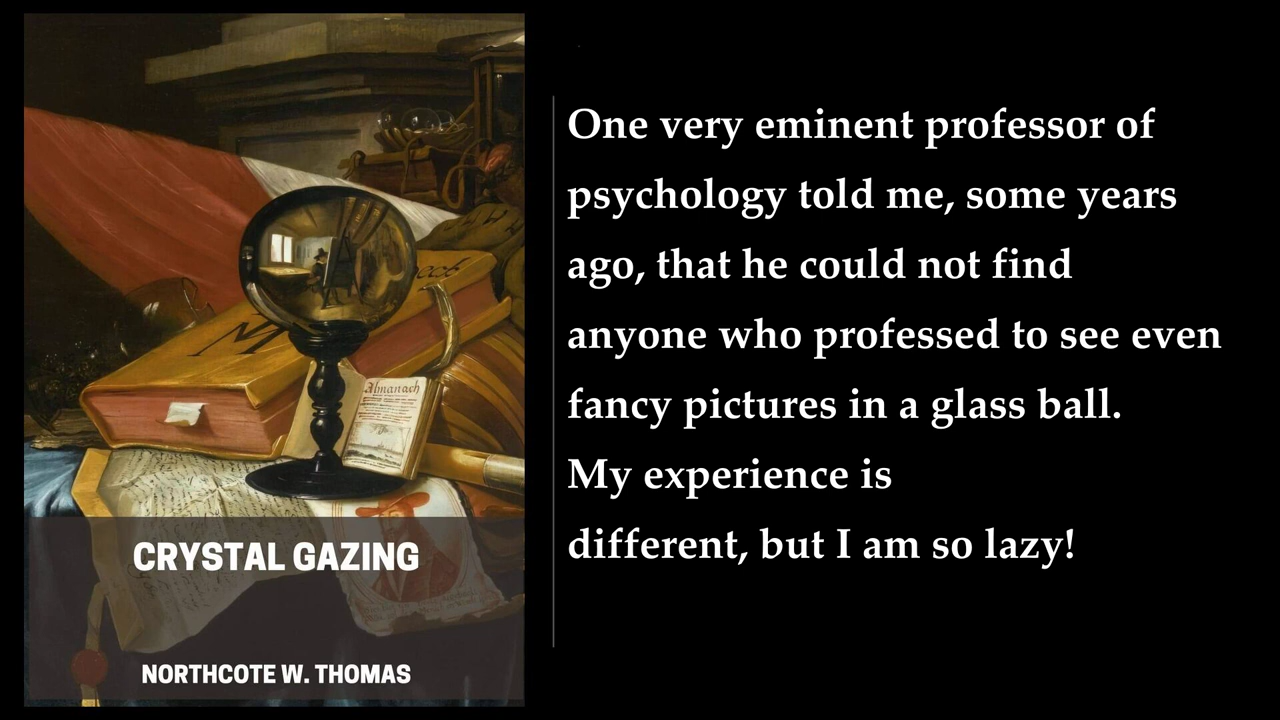 M
Almanach
CRYSTAL GAZING
NORTHCOTE W. THOMAS
One very eminent professor of
psychology told me, some years
ago, that he could not find
anyone who professed to see even
fancy pictures in a glass ball.
My experience is
different, but I am so lazy!